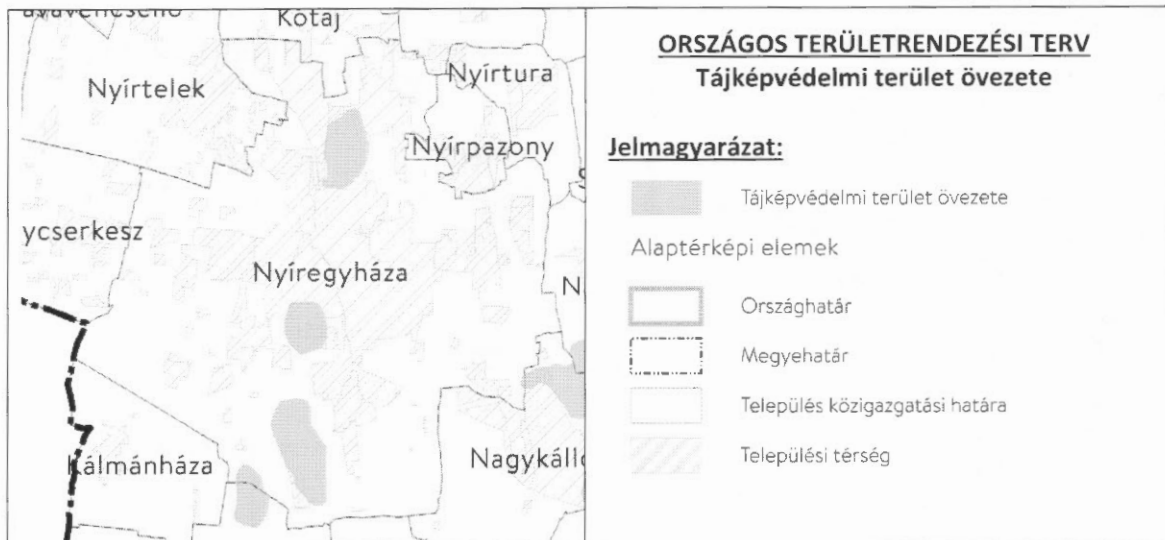 Kótaj
Nyírtelek
Nyírtura
Nyírpazony
ycserkesz
Nyíregyháza
Kálmánháza
Nagykálló
ORSZÁGOS TERÜLETRENDEZÉSI TERV
Tájképvédelmi terület övezete
Jelmagyarázat:
Tájképvédelmi terület övezete
Alaptérképi elemek
Országhatár
Megyehatár
Település közigazgatási határa
Települési térség